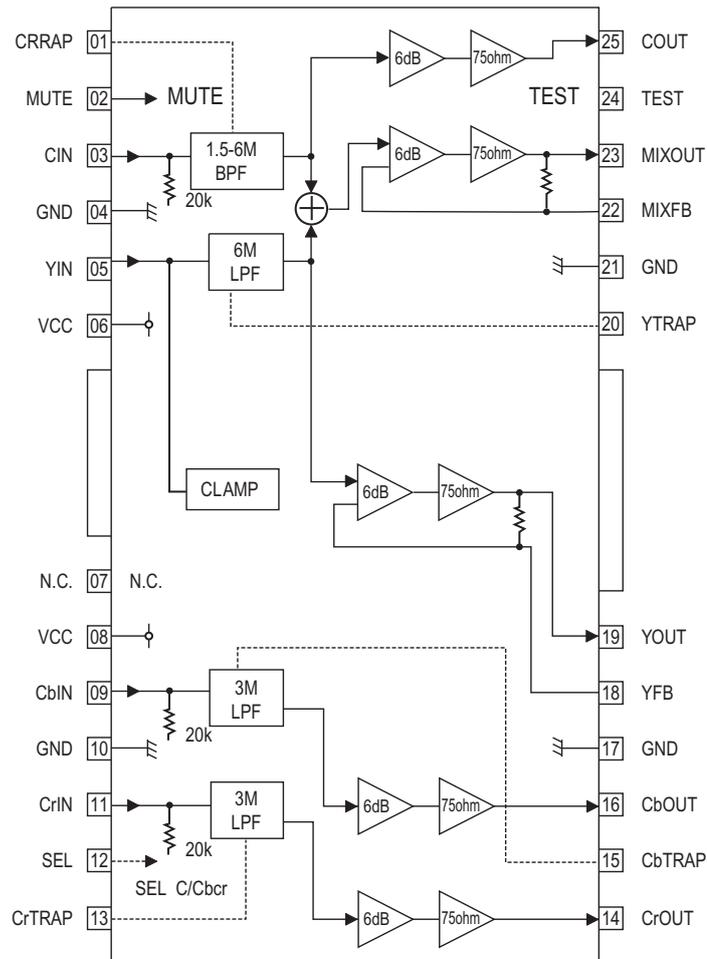 CRRAP 01
MUTE 02 MUTE
CIN 03
GND 04
YIN 05
VCC 06
N.C. 07 N.C.
VCC 08
CbIN 09
GND 10
CrIN 11
SEL 12
CrTRAP 13
1.5-6M
BPF
20k
6M
LPF
CLAMP
3M
LPF
20k
3M
LPF
20k
SEL C/Cbcr
6dB 75ohm
6dB 75ohm
6dB 75ohm
6dB 75ohm
6dB 75ohm
25 COUT
TEST 24 TEST
23 MIXOUT
22 MIXFB
21 GND
20 YTRAP
19 YOUT
18 YFB
17 GND
16 CbOUT
15 CbTRAP
14 CrOUT